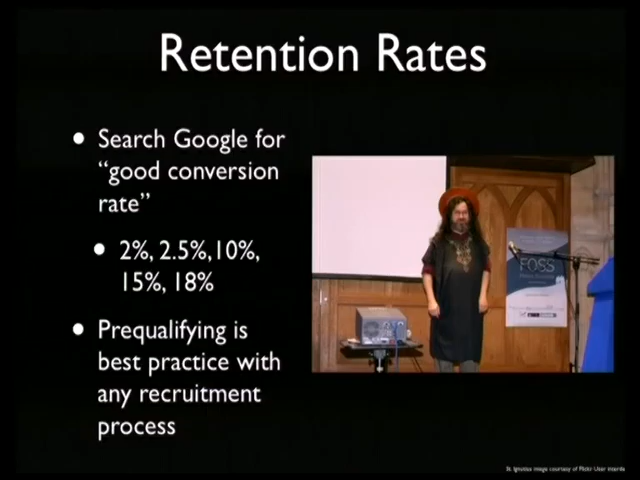 Retention Rates
• Search Google for
“good conversion
rate”
• 2%, 2.5%,10%,
15%, 18%
• Prequalifying is
best practice with
any recruitment
process
FOSS
St. Ignatius image courtesy of Flickr User